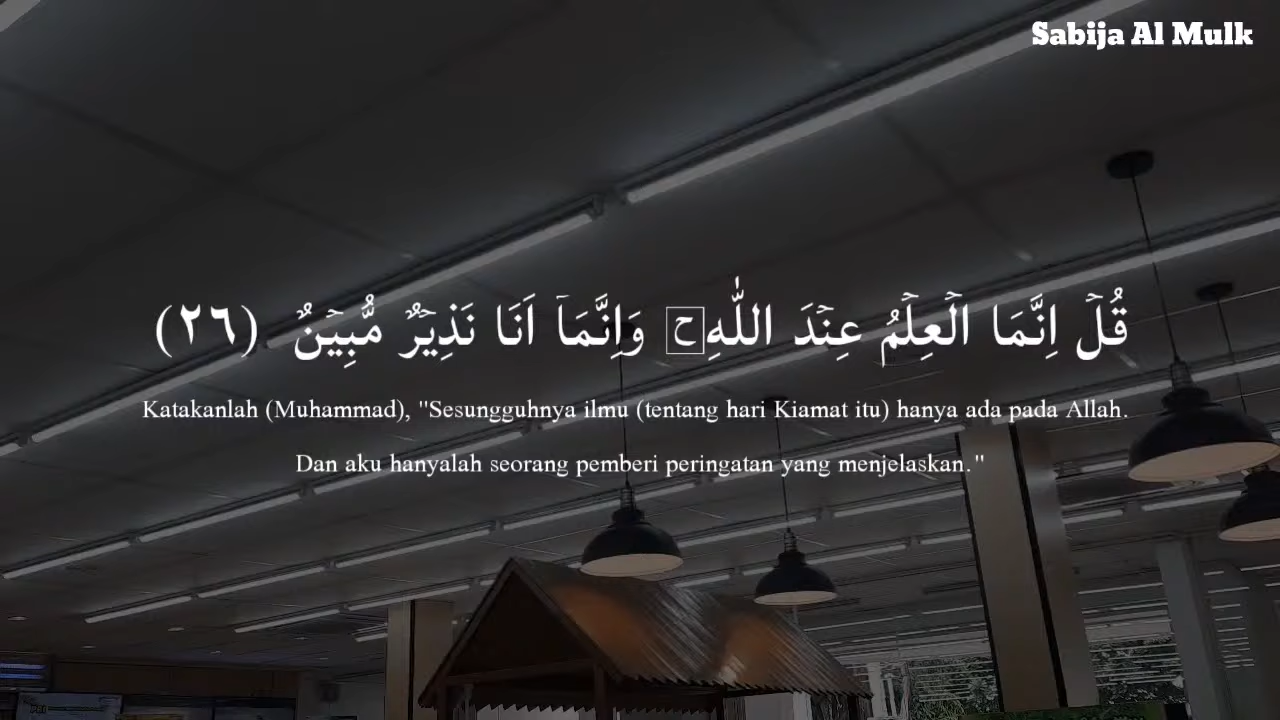 Sabija Al Mulk
قُلْ اِنَّمَا الْعِلْمُ عِنْدَ اللّٰهِ ۖح وَاِنَّمَآ اَنَا۠ نَذِيْرٌ مُّبِيْنٌ (٢٦)
Katakanlah (Muhammad), "Sesungguhnya ilmu (tentang hari Kiamat itu) hanya ada pada Allah.
Dan aku hanyalah seorang pemberi peringatan yang menjelaskan."